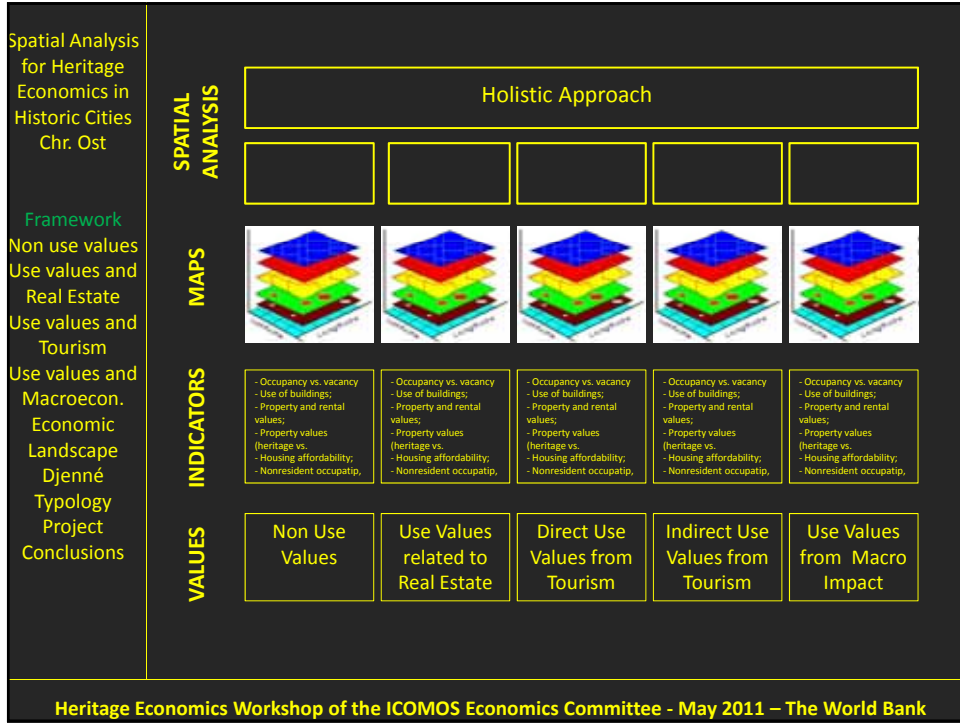 Spatial Analysis
for Heritage
Economics in
Historic Cities
Chr. Ost
Framework
Non use values
Use values and
Real Estate
Use values and
Tourism
Use values and
Macroecon.
Economic
Landscape
Djenné
Typology
Project
Conclusions
SPATIAL
ANALYSIS
Holistic Approach
MAPS
INDICATORS
- Occupancy vs. vacancy
- Use of buildings;
- Property and rental
values;
- Property values
(heritage vs.
- Housing affordability;
- Nonresident occupatip,
- Occupancy vs. vacancy
- Use of buildings;
- Property and rental
values;
- Property values
(heritage vs.
- Housing affordability;
- Nonresident occupatip,
- Occupancy vs. vacancy
- Use of buildings;
- Property and rental
values;
- Property values
(heritage vs.
- Housing affordability;
- Nonresident occupatip,
- Occupancy vs. vacancy
- Use of buildings;
- Property and rental
values;
- Property values
(heritage vs.
- Housing affordability;
- Nonresident occupatip,
- Occupancy vs. vacancy
- Use of buildings;
- Property and rental
values;
- Property values
(heritage vs.
- Housing affordability;
- Nonresident occupatip,
VALUES
Non Use
Values
Use Values
related to
Real Estate
Direct Use
Values from
Tourism
Indirect Use
Values from
Tourism
Use Values
from Macro
Impact
Heritage Economics Workshop of the ICOMOS Economics Committee - May 2011 – The World Bank